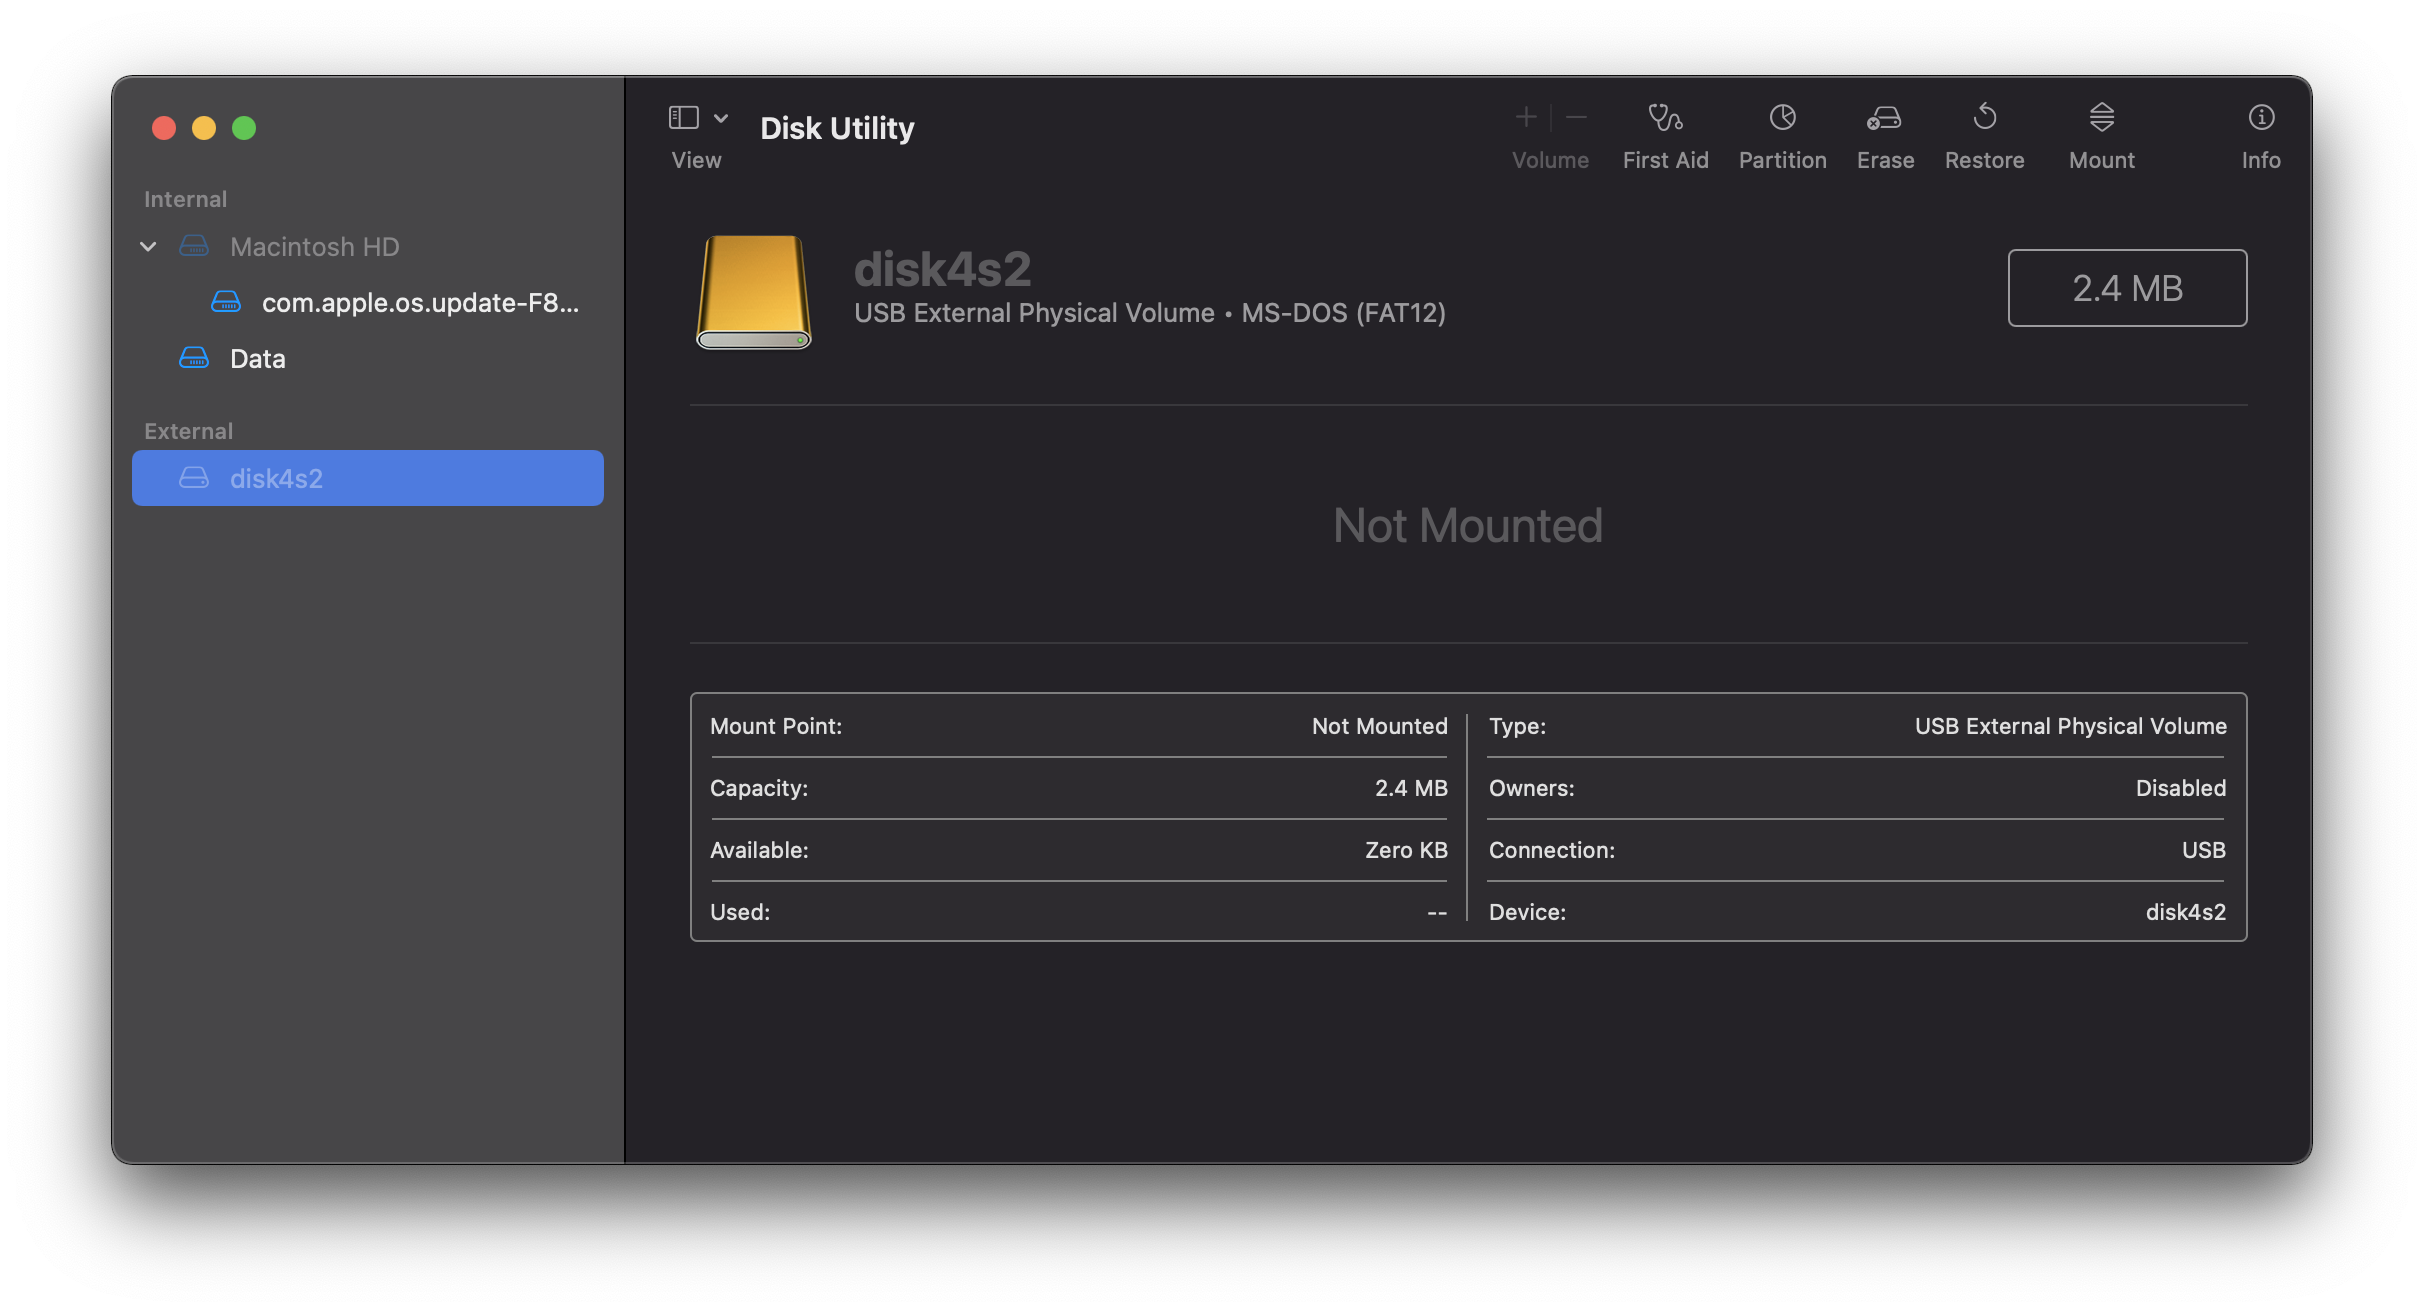 Internal
Macintosh HD
com.apple.os.update-F8...
Data
External
disk4s2
View
Disk Utility
Volume
First Aid
Partition
Erase
Restore
Mount
Info
disk4s2
USB External Physical Volume • MS-DOS (FAT12)
2.4 MB
Not Mounted
Mount Point: Not Mounted
Capacity: 2.4 MB
Available: Zero KB
Used: --
Type: USB External Physical Volume
Owners: Disabled
Connection: USB
Device: disk4s2